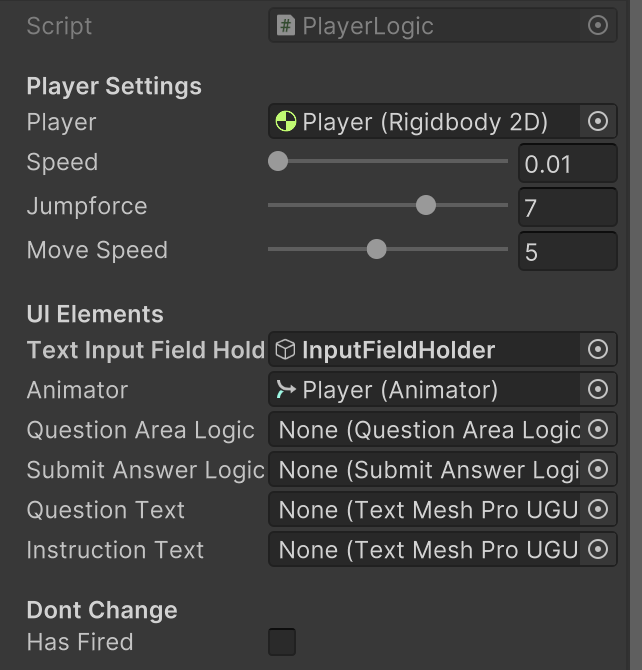 Script PlayerLogic
Player Settings
Player Player (Rigidbody 2D)
Speed 0.01
Jumpforce 7
Move Speed 5
UI Elements
Text Input Field Hold InputFieldHolder
Animator Player (Animator)
Question Area Logic None (Question Area Logic
Submit Answer Logic None (Submit Answer Logi
Question Text None (Text Mesh Pro UGU
Instruction Text None (Text Mesh Pro UGU
Dont Change
Has Fired